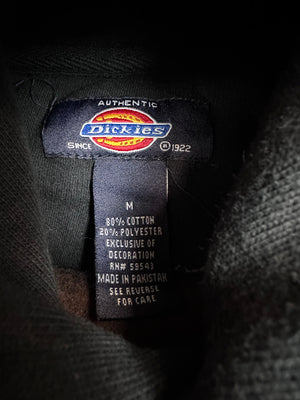 AUTHENTIC
Dickies
SINCE ® 1922
M
80% COTTON
20% POLYESTER
EXCLUSIVE OF
DECORATION
RN# 59543
MADE IN PAKISTAN
SEE REVERSE
FOR CARE